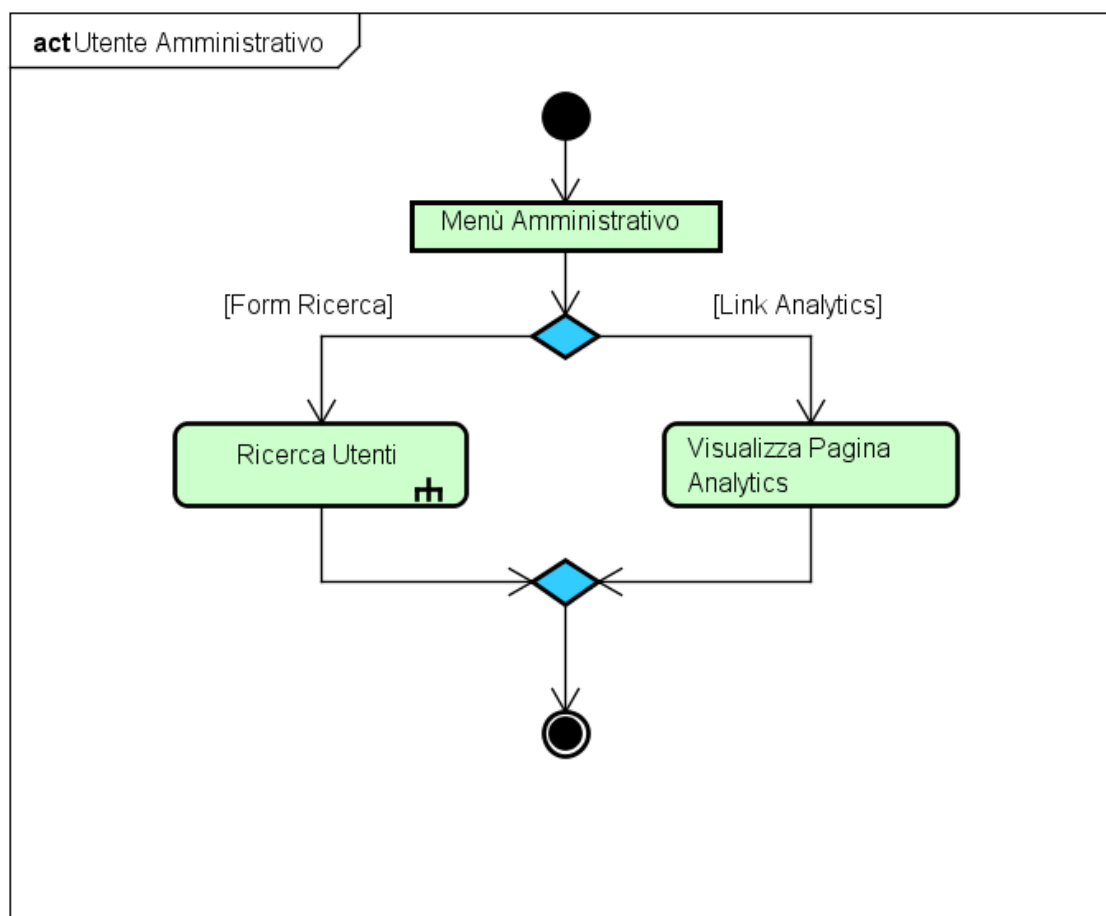 act Utente Amministrativo
Menù Amministrativo
[Form Ricerca]
[Link Analytics]
Ricerca Utenti
Visualizza Pagina
Analytics